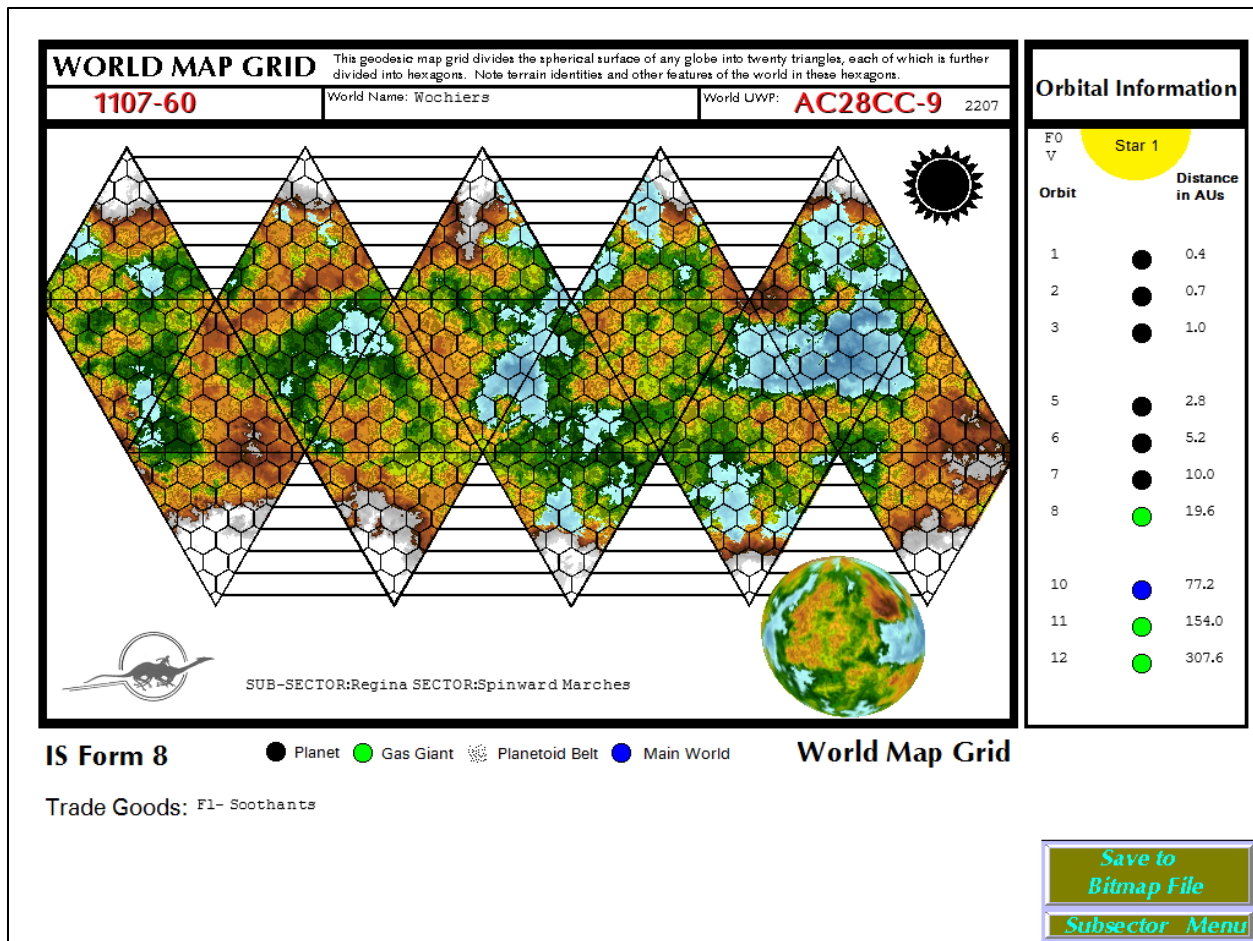 WORLD MAP GRID
This geodesic map grid divides the spherical surface of any globe into twenty triangles, each of which is further
divided into hexagons. Note terrain identities and other features of the world in these hexagons.
1107-60
World Name: Wochiers
World UWP: AC28CC-9 2207
Orbital Information
F0
V
Star 1
Orbit
Distance
in AUs
1 0.4
2 0.7
3 1.0
5 2.8
6 5.2
7 10.0
8 19.6
10 77.2
11 154.0
12 307.6
SUB-SECTOR:Regina SECTOR:Spinward Marches
IS Form 8
Planet
Gas Giant
Planetoid Belt
Main World
World Map Grid
Trade Goods: Fl- Soothants
Save to
Bitmap File
Subsector Menu